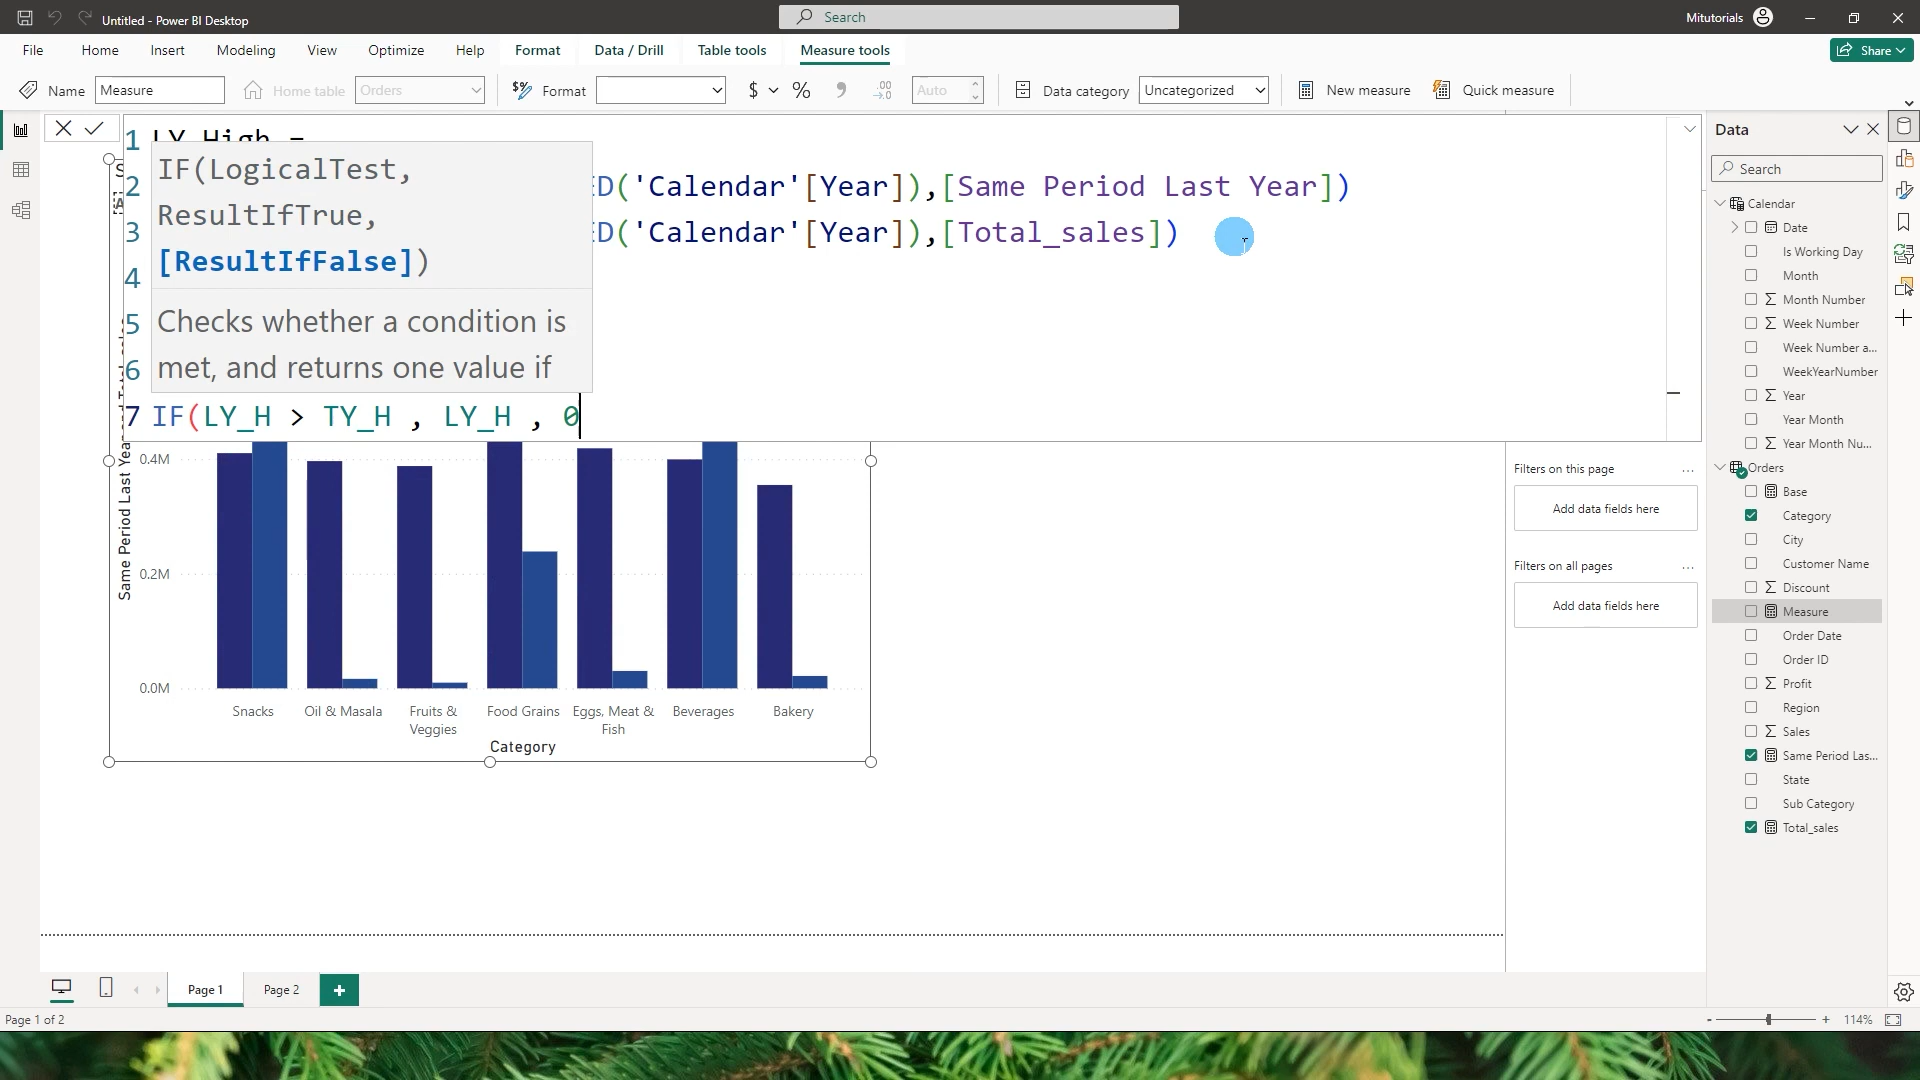 Untitled - Power BI Desktop
Search
Mitutorials
File
Home
Insert
Modeling
View
Optimize
Help
Format
Data / Drill
Table tools
Measure tools
Share
Name
Measure
Home table
Orders
Format
$
%
Auto
Data category
Uncategorized
New measure
Quick measure
1 LY High =
2 ED('Calendar'[Year]),[Same Period Last Year])
3 ED('Calendar'[Year]),[Total_sales])
4
5
6
7 IF(LY_H > TY_H , LY_H , 0
IF(LogicalTest,
ResultIfTrue,
[ResultIfFalse])
Checks whether a condition is
met, and returns one value if
Same Period Last Year
0.4M
0.2M
0.0M
Snacks
Oil & Masala
Fruits &
Veggies
Food Grains
Eggs, Meat &
Fish
Beverages
Bakery
Category
Filters on this page
...
Add data fields here
Filters on all pages
...
Add data fields here
Data
Search
Calendar
Date
Is Working Day
Month
Month Number
Week Number
Week Number a...
WeekYearNumber
Year
Year Month
Year Month Nu...
Orders
Base
Category
City
Customer Name
Discount
Measure
Order Date
Order ID
Profit
Region
Sales
Same Period Las...
State
Sub Category
Total_sales
Page 1
Page 2
+
Page 1 of 2
- + 114%